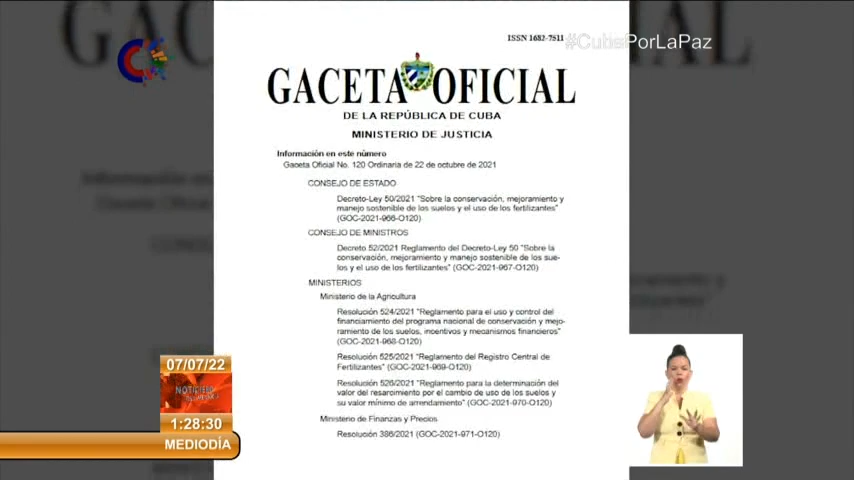 ISSN 1682-7511
#CubaPorLaPaz
GACETA OFICIAL
DE LA REPÚBLICA DE CUBA
MINISTERIO DE JUSTICIA
Información en este número
Gaceta Oficial No. 120 Ordinaria de 22 de octubre de 2021
CONSEJO DE ESTADO
Decreto-Ley 50/2021 "Sobre la conservación, mejoramiento y
manejo sostenible de los suelos y el uso de los fertilizantes"
(GOC-2021-966-O120)
CONSEJO DE MINISTROS
Decreto 52/2021 Reglamento del Decreto-Ley 50 "Sobre la
conservación, mejoramiento y manejo sostenible de los sue-
los y el uso de los fertilizantes" (GOC-2021-967-O120)
MINISTERIOS
Ministerio de la Agricultura
Resolución 524/2021 "Reglamento para el uso y control del
financiamiento del programa nacional de conservación y mejo-
ramiento de los suelos, incentivos y mecanismos financieros"
(GOC-2021-968-O120)
Resolución 525/2021 "Reglamento del Registro Central de
Fertilizantes" (GOC-2021-969-O120)
Resolución 526/2021 "Reglamento para la determinación del
valor del resarcimiento por el cambio de uso de los suelos y
su valor mínimo de arrendamiento" (GOC-2021-970-O120)
Ministerio de Finanzas y Precios
Resolución 386/2021 (GOC-2021-971-O120)
07/07/22
NOTICIERO
1:28:30
MEDIODÍA